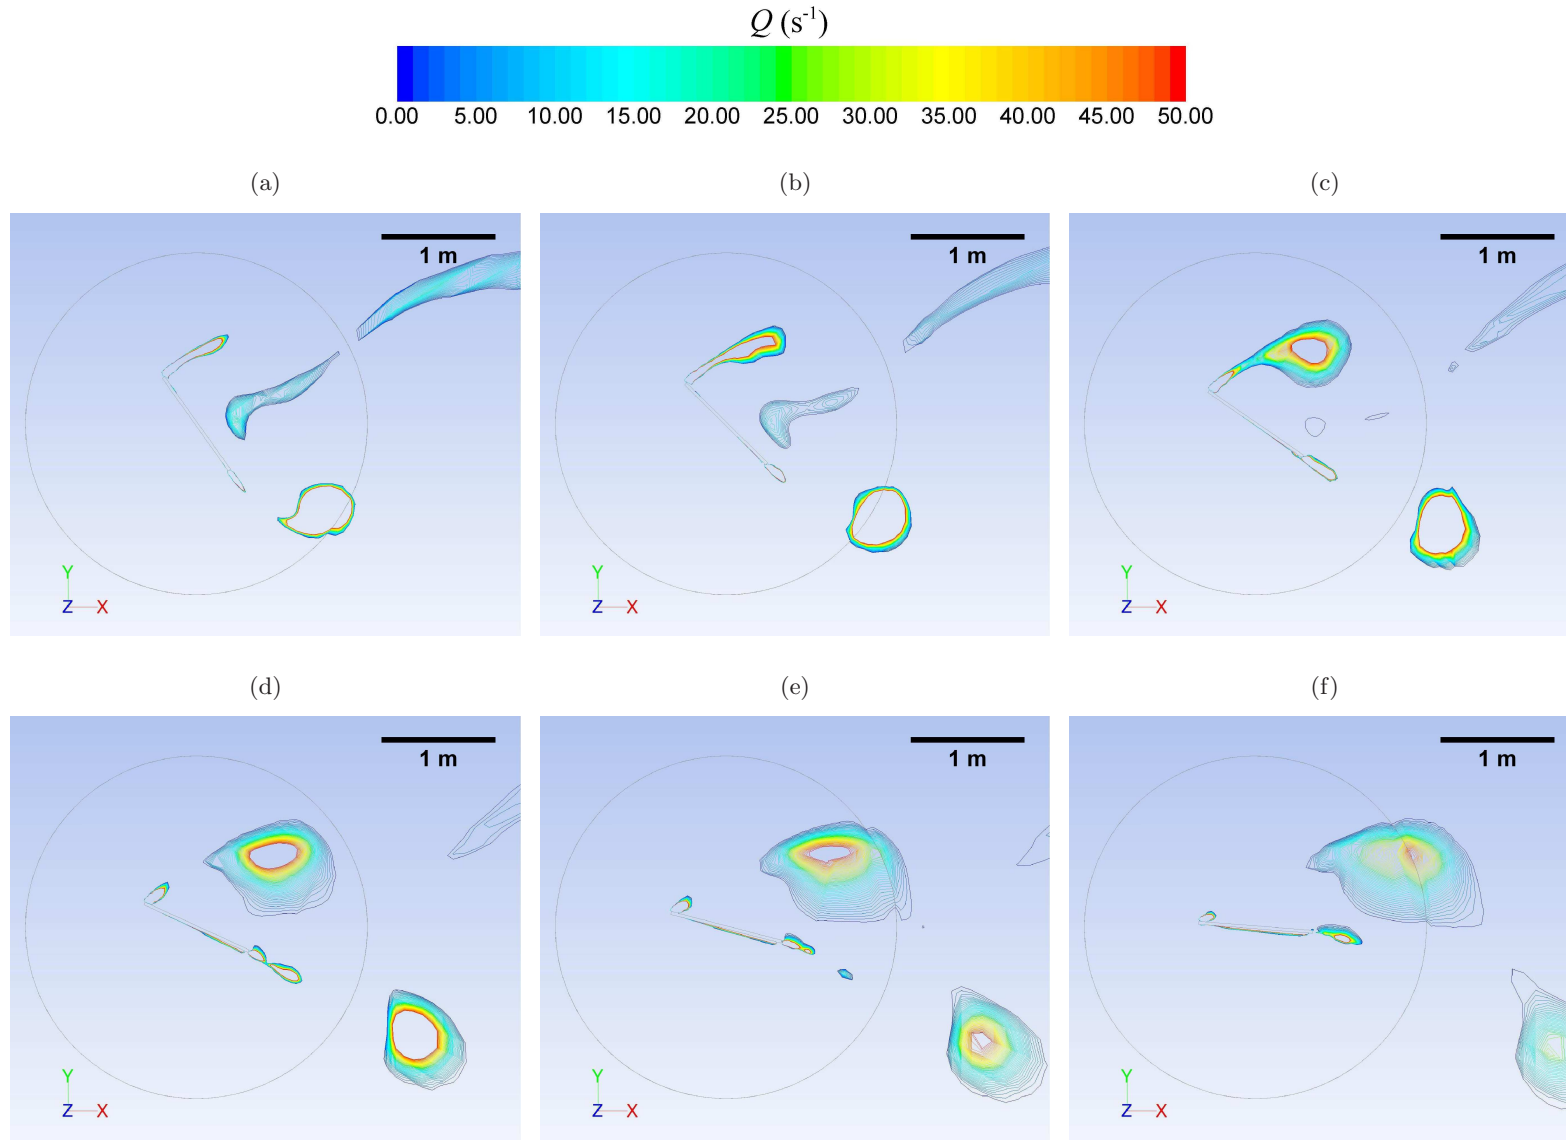 Q (s⁻¹)
0.00 5.00 10.00 15.00 20.00 25.00 30.00 35.00 40.00 45.00 50.00
(a) (b) (c)
1 m 1 m 1 m
Y Y Y
Z X Z X Z X
(d) (e) (f)
1 m 1 m 1 m
Y Y Y
Z X Z X Z X